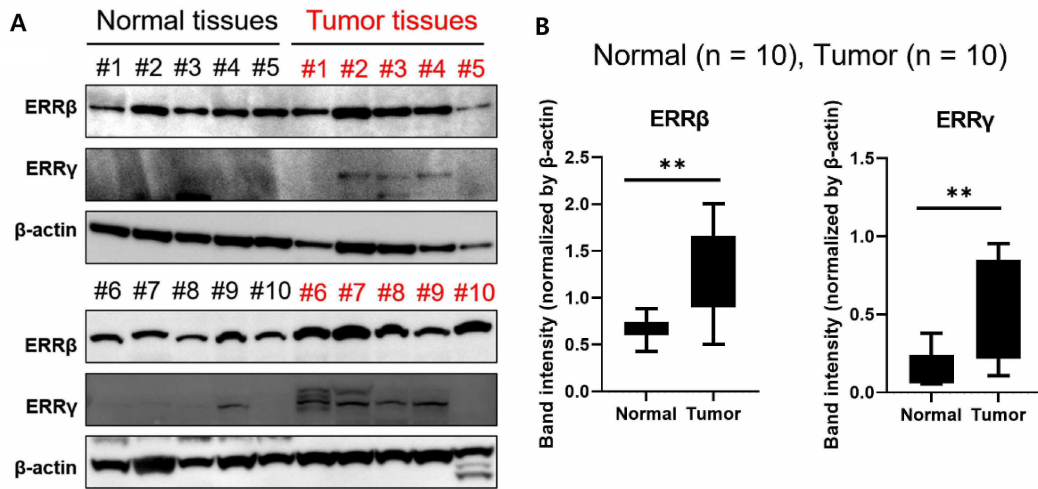 A
Normal tissues Tumor tissues
#1 #2 #3 #4 #5 #1 #2 #3 #4 #5
ERRβ
ERRγ
β-actin
#6 #7 #8 #9 #10 #6 #7 #8 #9 #10
ERRβ
ERRγ
β-actin
B
Normal (n = 10), Tumor (n = 10)
ERRβ
Band intensity (normalized by β-actin)
2.5
**
2.0
1.5
1.0
0.5
0.0
Normal Tumor
ERRγ
Band intensity (normalized by β-actin)
1.5
**
1.0
0.5
0.0
Normal Tumor